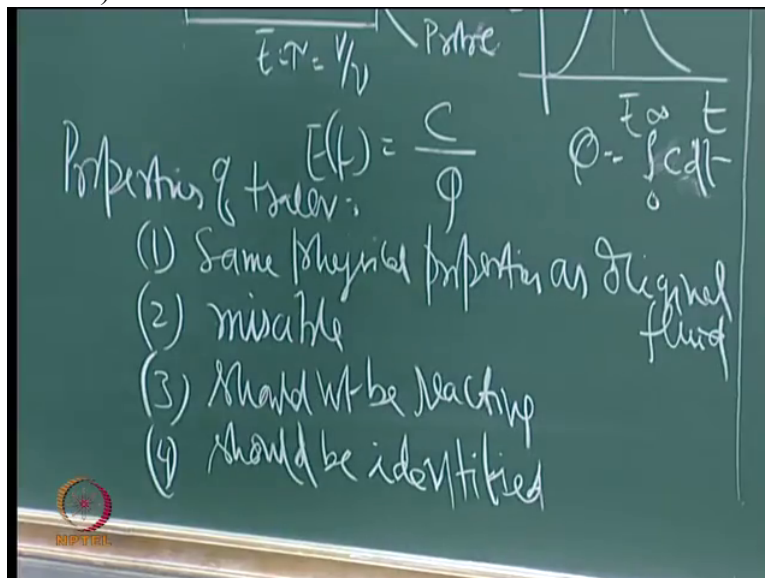 t̄ = τ = V/v
Probe
t̄ t
E(t) = C / φ
φ = ∫₀^∞ C dt
Properties of tracer:
(1) Same physical properties as original fluid
(2) miscable
(3) should not be reacting
(4) should be identified
NPTEL